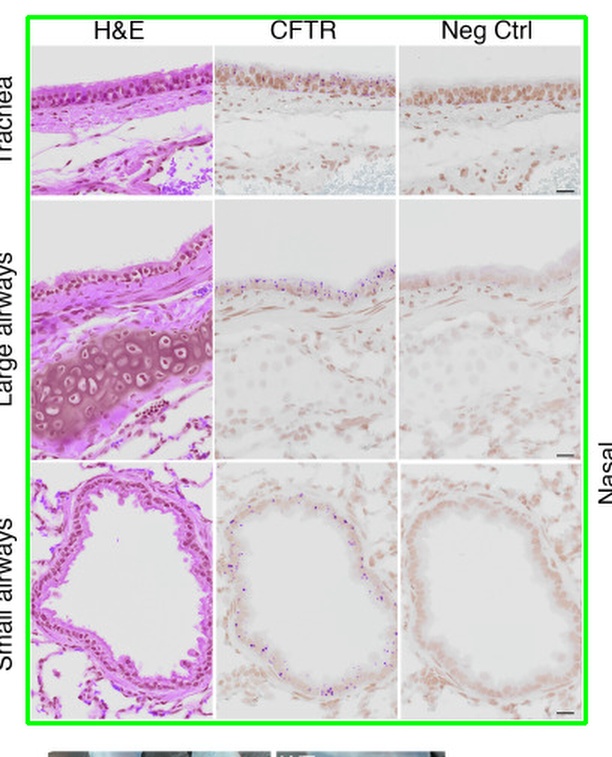 H&E CFTR Neg Ctrl
Trachea
Large airways
Small airways
Nasal